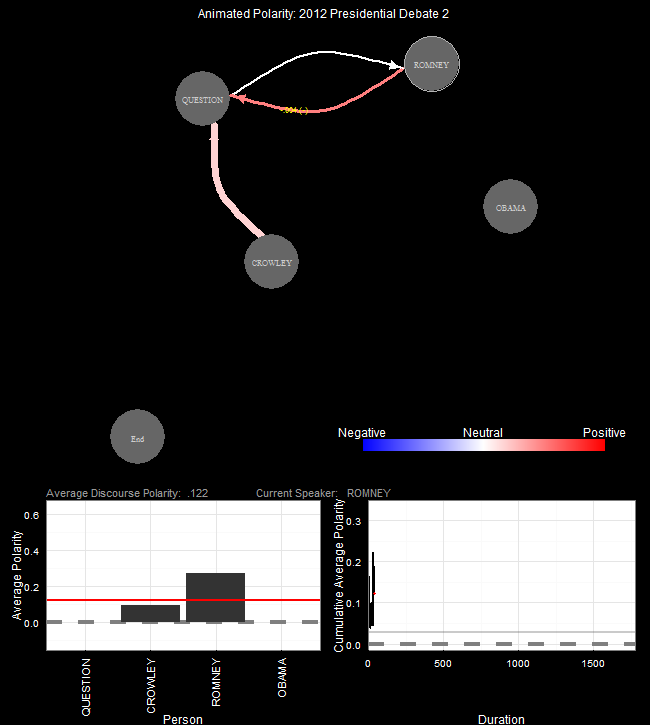 Animated Polarity: 2012 Presidential Debate 2
ROMNEY
QUESTION
OBAMA
CROWLEY
End
Negative Neutral Positive
Average Discourse Polarity: .122 Current Speaker: ROMNEY
Average Polarity
0.6
0.4
0.2
0.0
QUESTION
CROWLEY
ROMNEY
OBAMA
Person
Cumulative Average Polarity
0.3
0.2
0.1
0.0
0 500 1000 1500
Duration